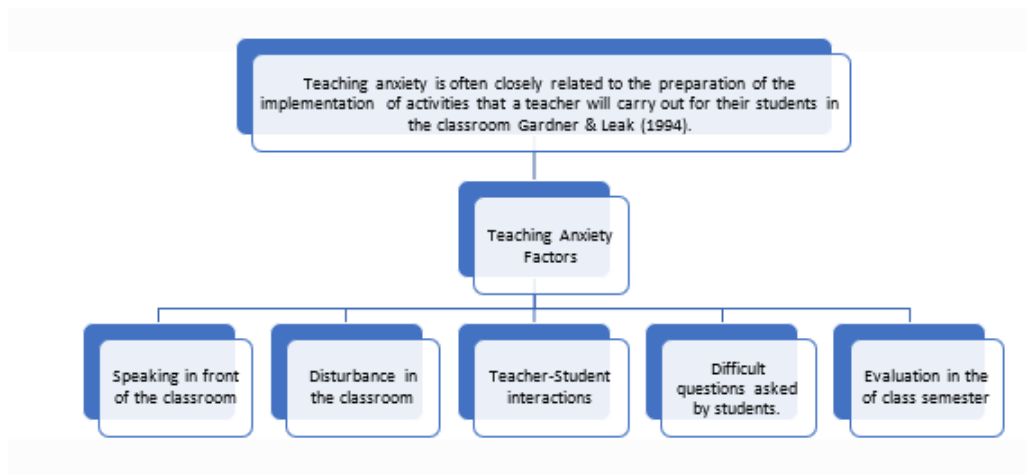 Teaching anxiety is often closely related to the preparation of the
implementation of activities that a teacher will carry out for their students in
the classroom Gardner & Leak (1994).
Teaching Anxiety
Factors
Speaking in front
of the classroom
Disturbance in
the classroom
Teacher-Student
interactions
Difficult
questions asked
by students.
Evaluation in the
of class semester